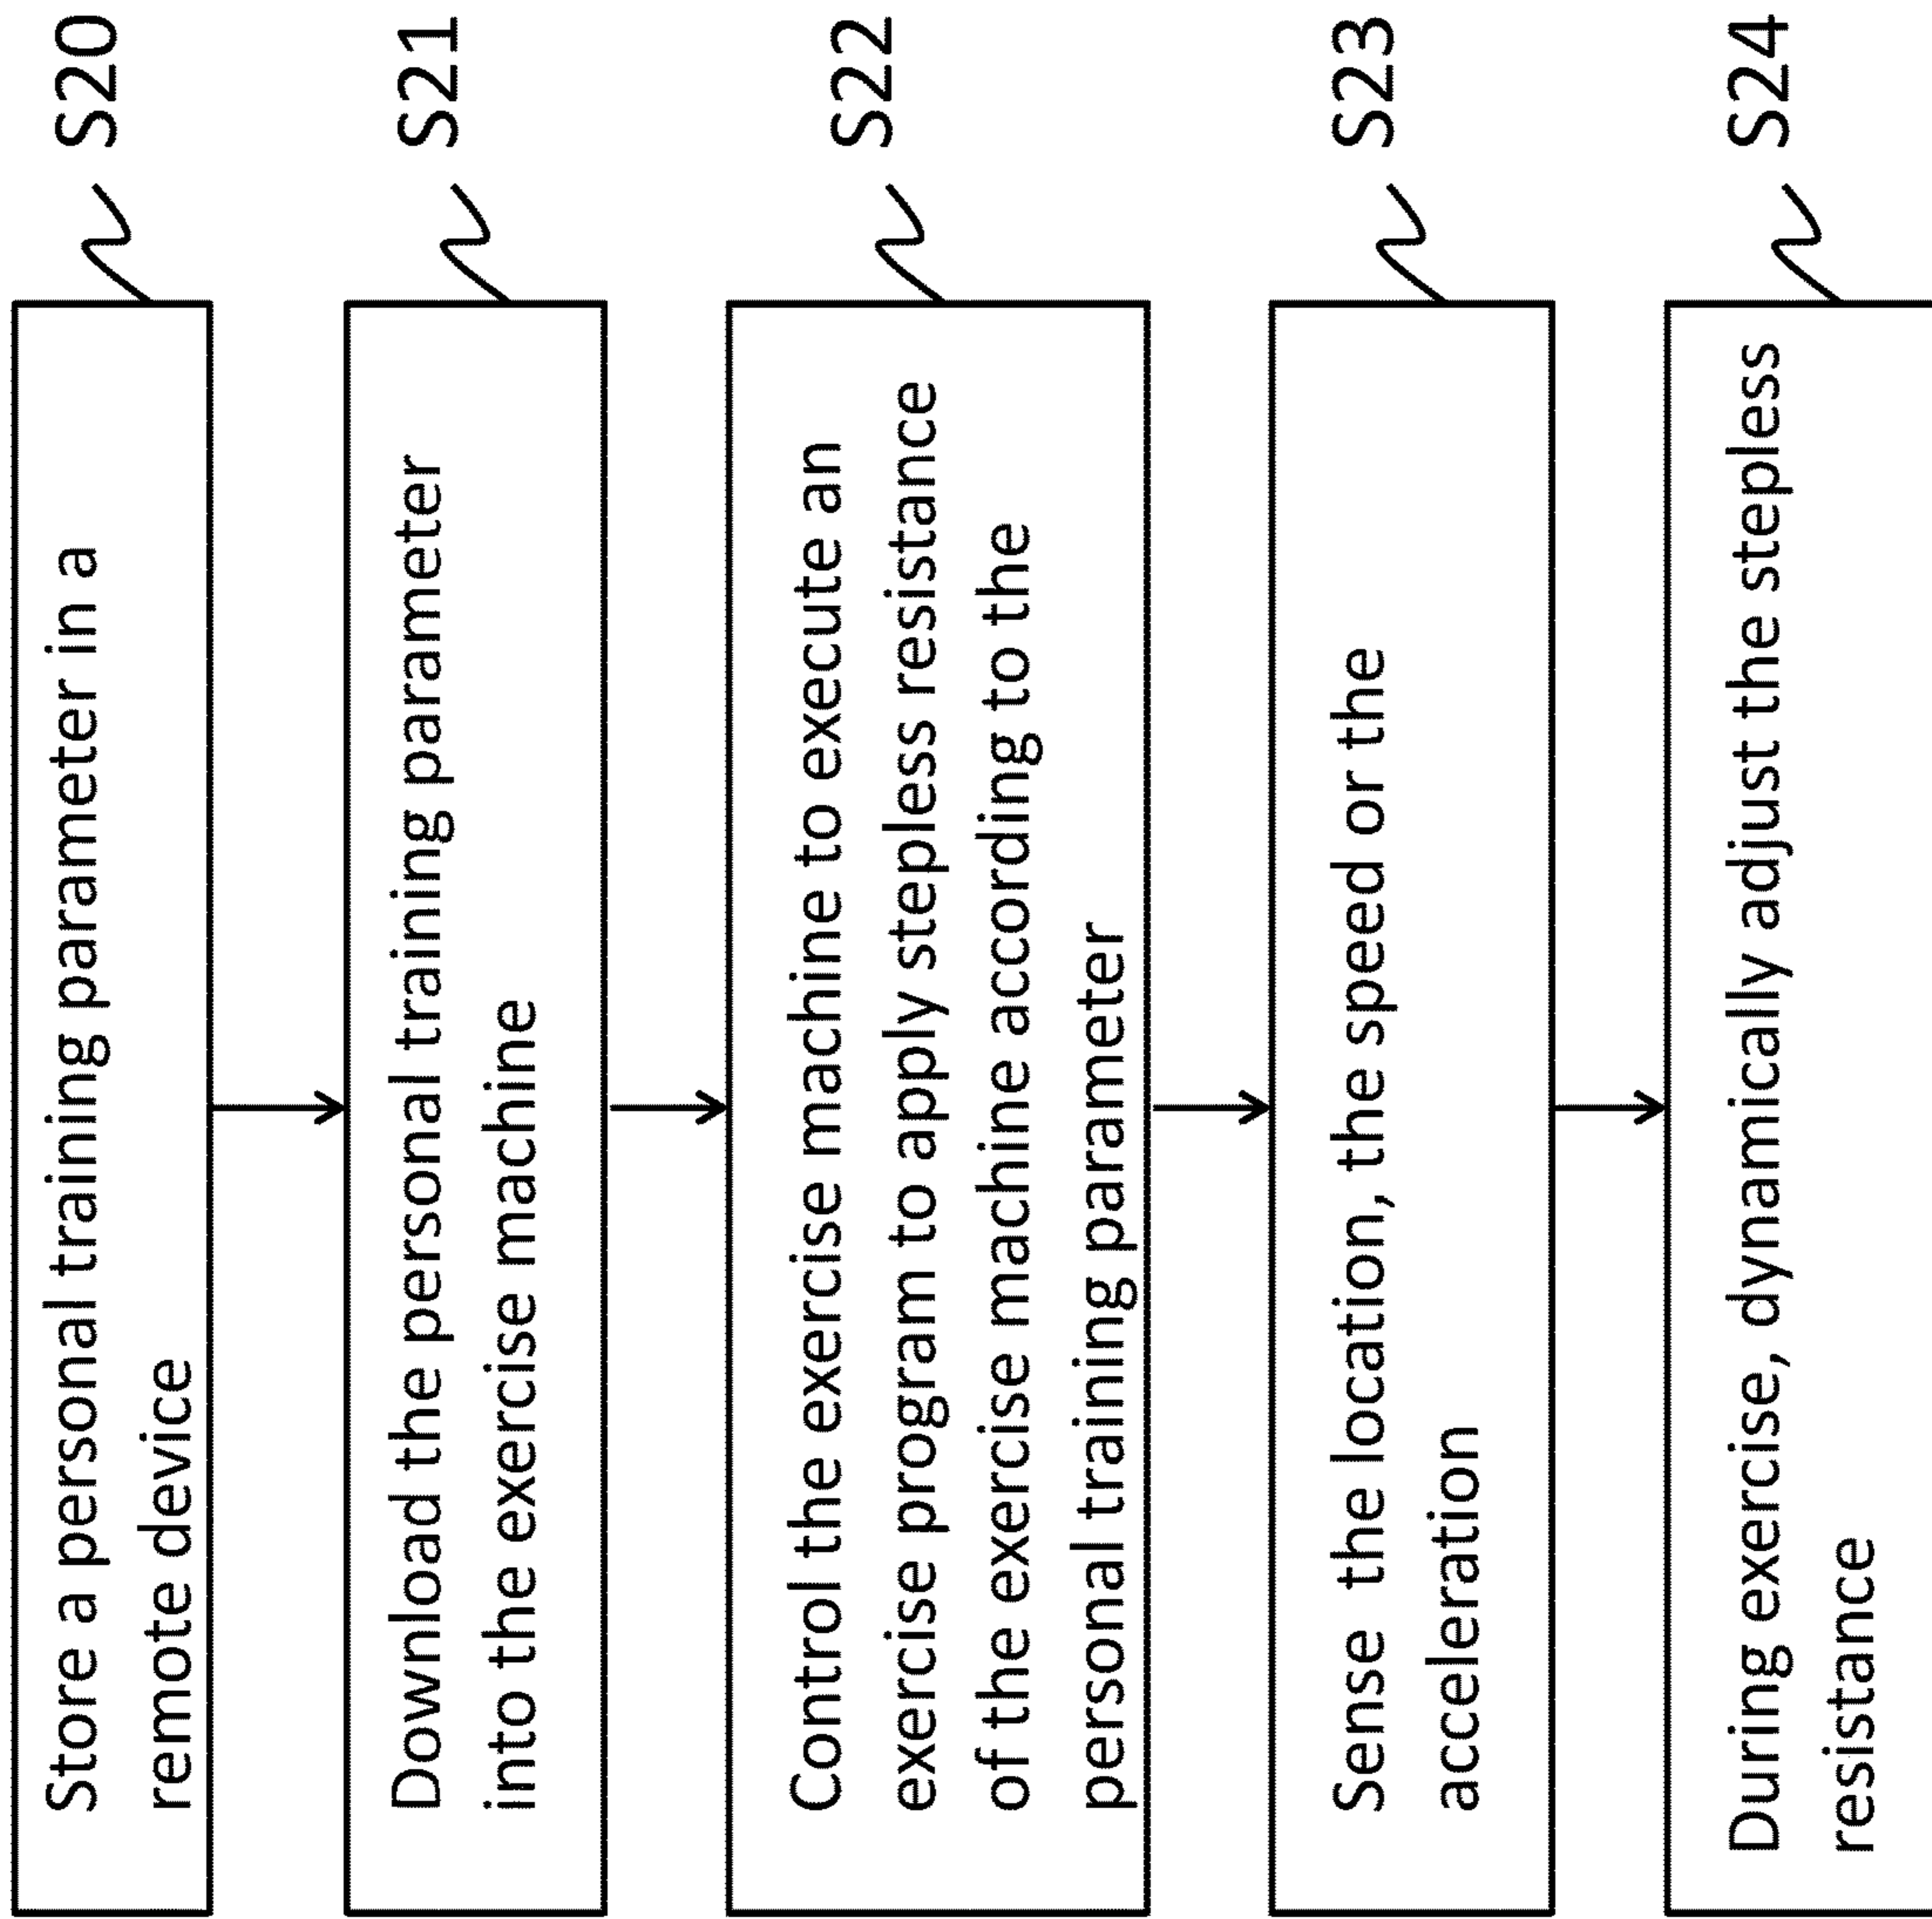 Store a personal training parameter in a
remote device
S20
Download the personal training parameter
into the exercise machine
S21
Control the exercise machine to execute an
exercise program to apply stepless resistance
of the exercise machine according to the
personal training parameter
S22
Sense the location, the speed or the
acceleration
S23
During exercise, dynamically adjust the stepless
resistance
S24